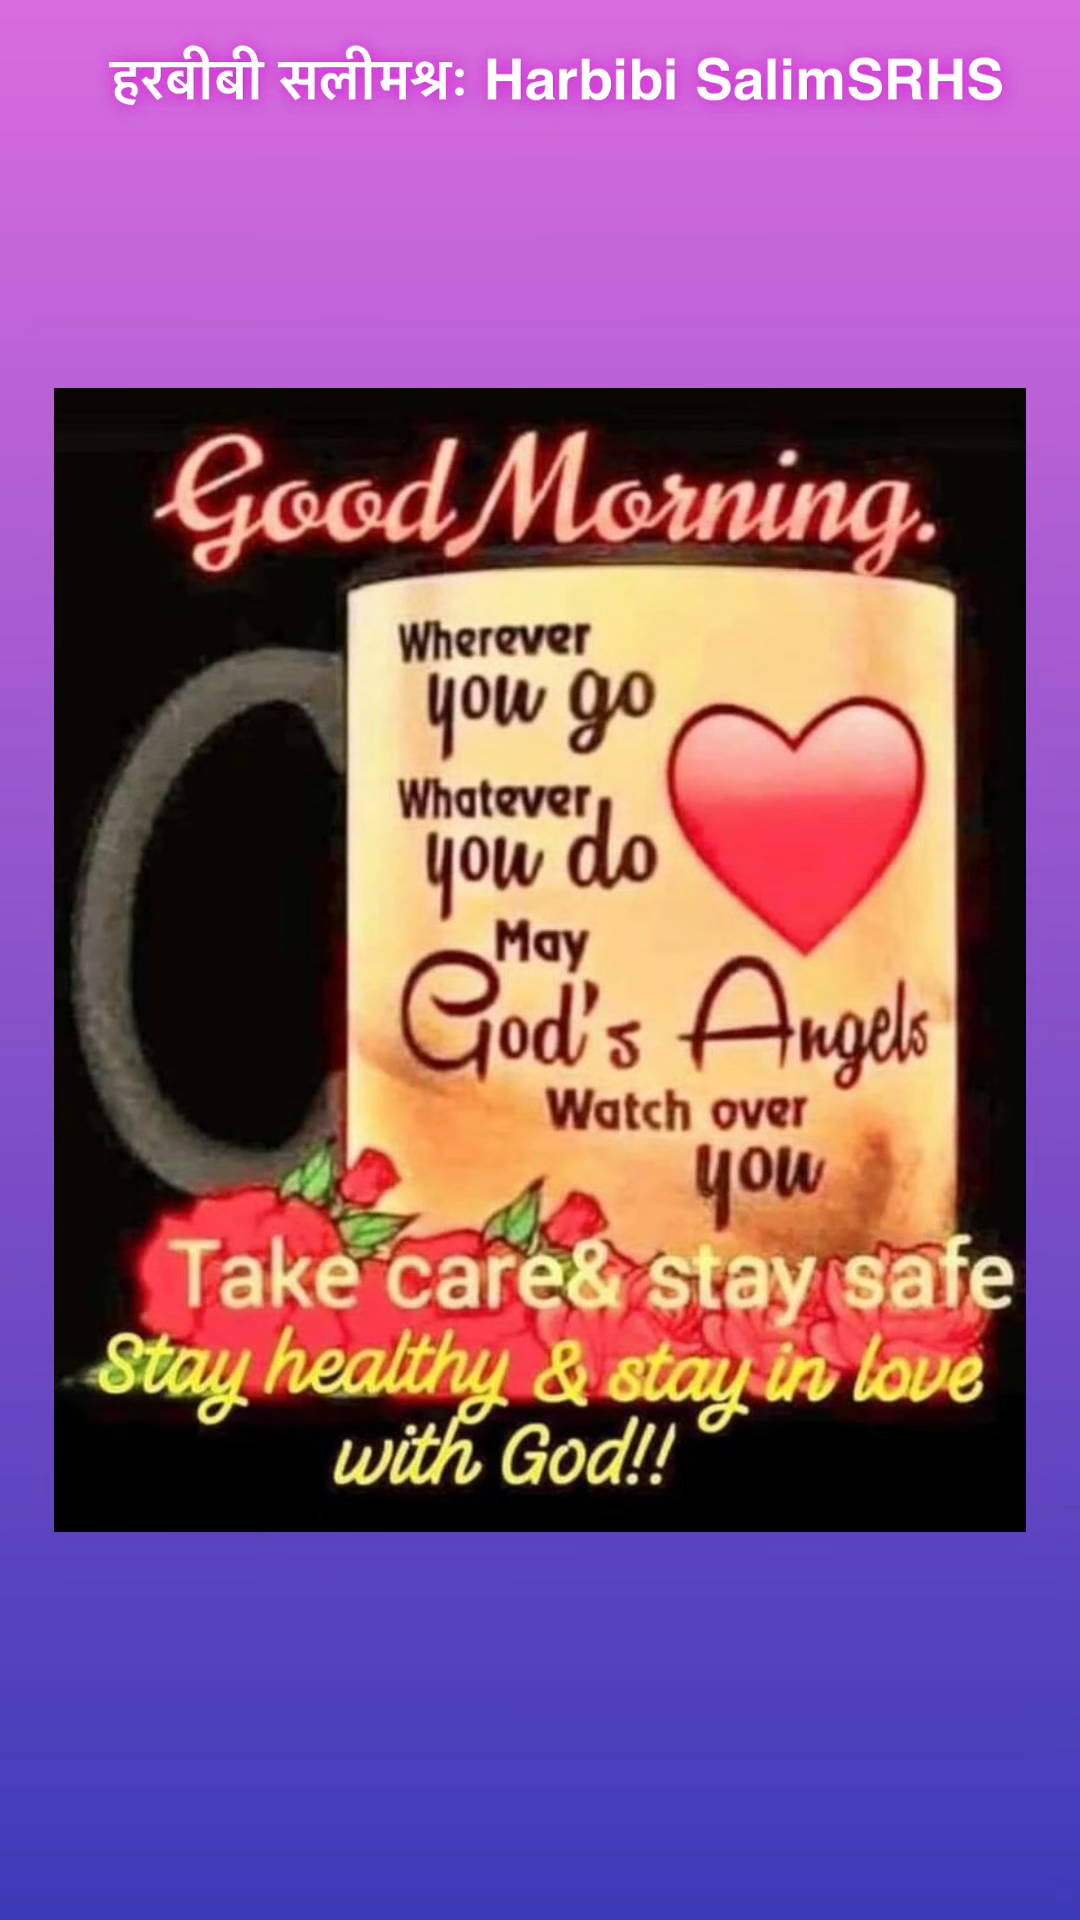 हरबीबी सलीमश्रः Harbibi SalimSRHS
Good Morning.
Wherever
you go
Whatever
you do
May
God's Angels
Watch over
you
Take care& stay safe
Stay healthy & stay in love
with God!!